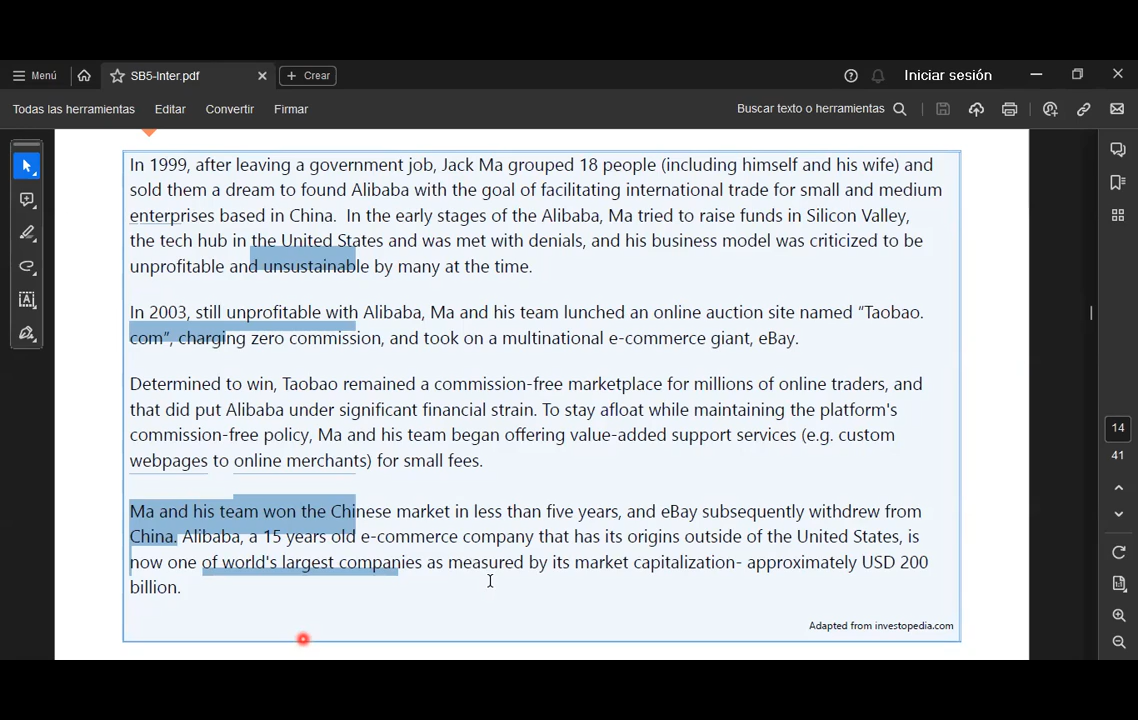 Menú
SB5-Inter.pdf
Crear
Iniciar sesión
Todas las herramientas
Editar
Convertir
Firmar
Buscar texto o herramientas
In 1999, after leaving a government job, Jack Ma grouped 18 people (including himself and his wife) and
sold them a dream to found Alibaba with the goal of facilitating international trade for small and medium
enterprises based in China. In the early stages of the Alibaba, Ma tried to raise funds in Silicon Valley,
the tech hub in the United States and was met with denials, and his business model was criticized to be
unprofitable and unsustainable by many at the time.
In 2003, still unprofitable with Alibaba, Ma and his team lunched an online auction site named “Taobao.
com”, charging zero commission, and took on a multinational e-commerce giant, eBay.
Determined to win, Taobao remained a commission-free marketplace for millions of online traders, and
that did put Alibaba under significant financial strain. To stay afloat while maintaining the platform's
commission-free policy, Ma and his team began offering value-added support services (e.g. custom
webpages to online merchants) for small fees.
Ma and his team won the Chinese market in less than five years, and eBay subsequently withdrew from
China. Alibaba, a 15 years old e-commerce company that has its origins outside of the United States, is
now one of world's largest companies as measured by its market capitalization- approximately USD 200
billion.
Adapted from investopedia.com
14
41